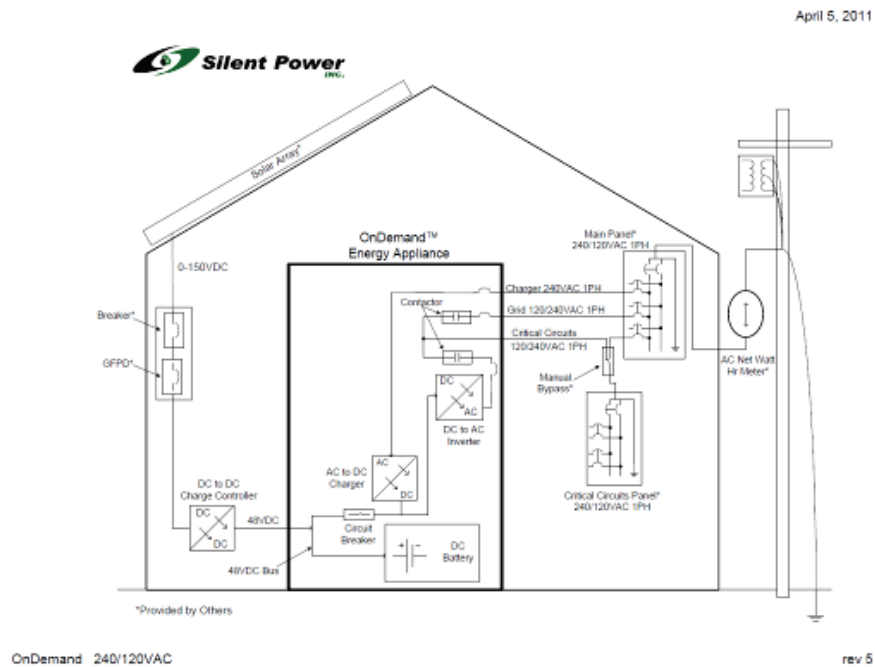 April 5, 2011
Silent Power
INC.
Solar Array*
OnDemand™
Energy Appliance
Main Panel*
240/120VAC 1PH
0-150VDC
Charger 240VAC 1PH
Contactor
Grid 120/240VAC 1PH
Breaker*
Critical Circuits
120/240VAC 1PH
GFPD*
AC Net Watt
Hr Meter*
Manual
Bypass*
DC
AC
DC to AC
Inverter
AC to DC
Charger
AC
DC
DC to DC
Charge Controller
Critical Circuits Panel*
240/120VAC 1PH
DC
DC
48VDC
Circuit
Breaker
DC
Battery
48VDC Bus
*Provided by Others
OnDemand 240/120VAC
rev 5